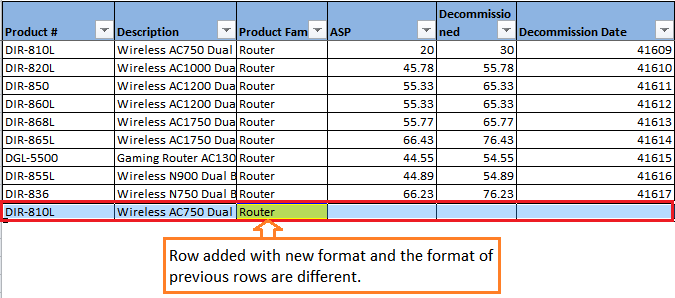 Product # Description Product Fam ASP Decommissio
ned Decommission Date
DIR-810L Wireless AC750 Dual Router 20 30 41609
DIR-820L Wireless AC1000 Dua Router 45.78 55.78 41610
DIR-850 Wireless AC1200 Dua Router 55.33 65.33 41611
DIR-860L Wireless AC1200 Dua Router 55.33 65.33 41612
DIR-868L Wireless AC1750 Dua Router 55.77 65.77 41613
DIR-865L Wireless AC1750 Dua Router 66.43 76.43 41614
DGL-5500 Gaming Router AC130 Router 44.55 54.55 41615
DIR-855L Wireless N900 Dual B Router 44.89 54.89 41616
DIR-836 Wireless N750 Dual B Router 66.23 76.23 41617
DIR-810L Wireless AC750 Dual Router
Row added with new format and the format of
previous rows are different.